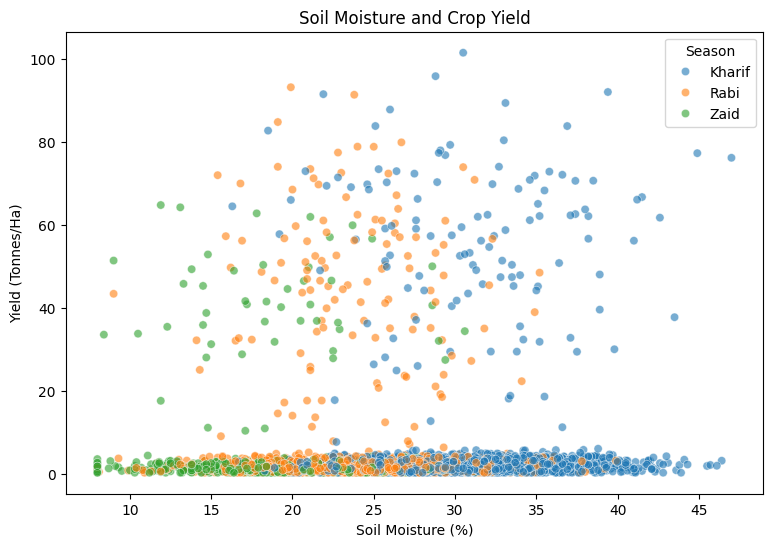 Soil Moisture and Crop Yield
Season
Kharif
Rabi
Zaid
100
80
60
40
20
0
Yield (Tonnes/Ha)
10 15 20 25 30 35 40 45
Soil Moisture (%)